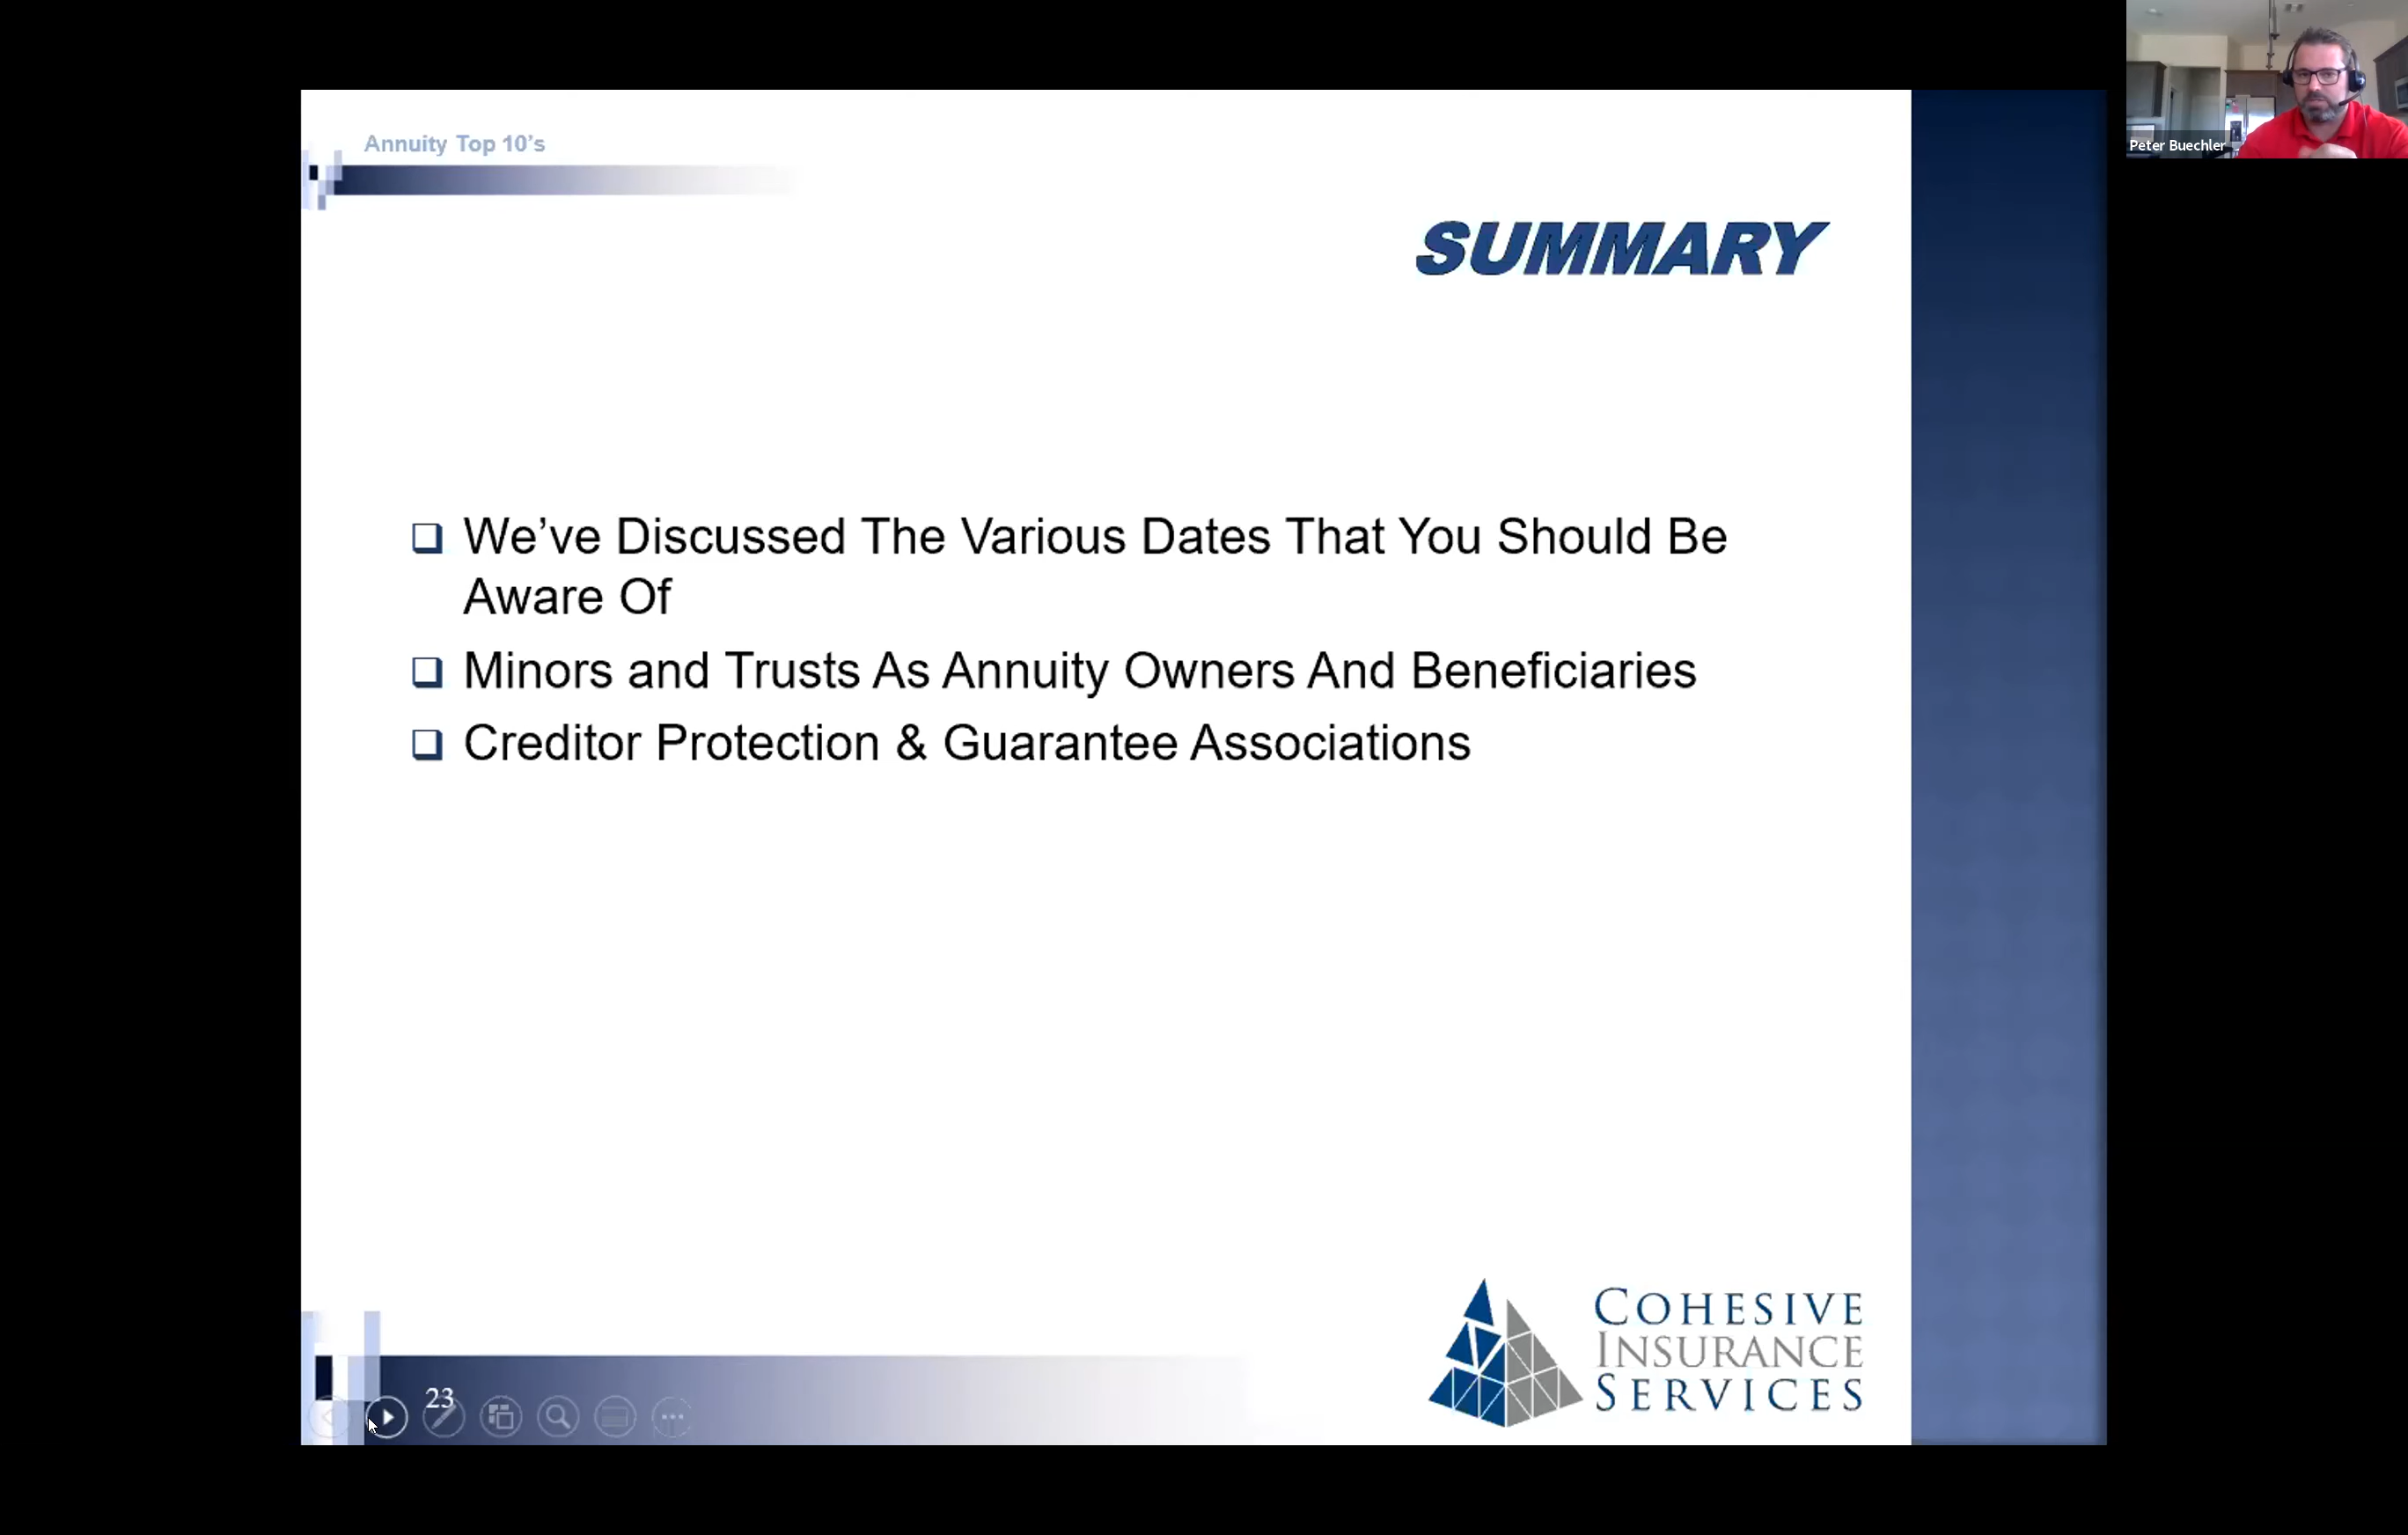 Annuity Top 10's
SUMMARY
❑ We've Discussed The Various Dates That You Should Be
Aware Of
❑ Minors and Trusts As Annuity Owners And Beneficiaries
❑ Creditor Protection & Guarantee Associations
23
COHESIVE
INSURANCE
SERVICES
Peter Buechler